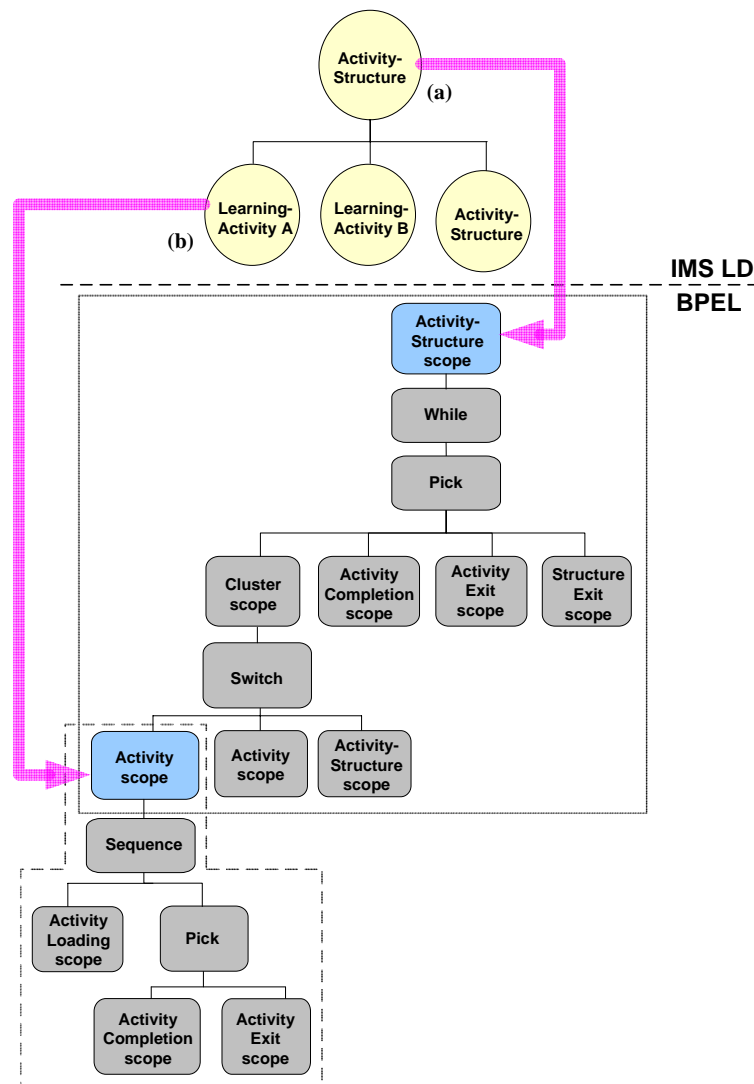 Activity-
Structure
(a)
Learning-
Activity A
Learning-
Activity B
Activity-
Structure
(b)
IMS LD
BPEL
Activity-
Structure
scope
While
Pick
Cluster
scope
Activity
Completion
scope
Activity
Exit
scope
Structure
Exit
scope
Switch
Activity
scope
Activity
scope
Activity-
Structure
scope
Sequence
Activity
Loading
scope
Pick
Activity
Completion
scope
Activity
Exit
scope